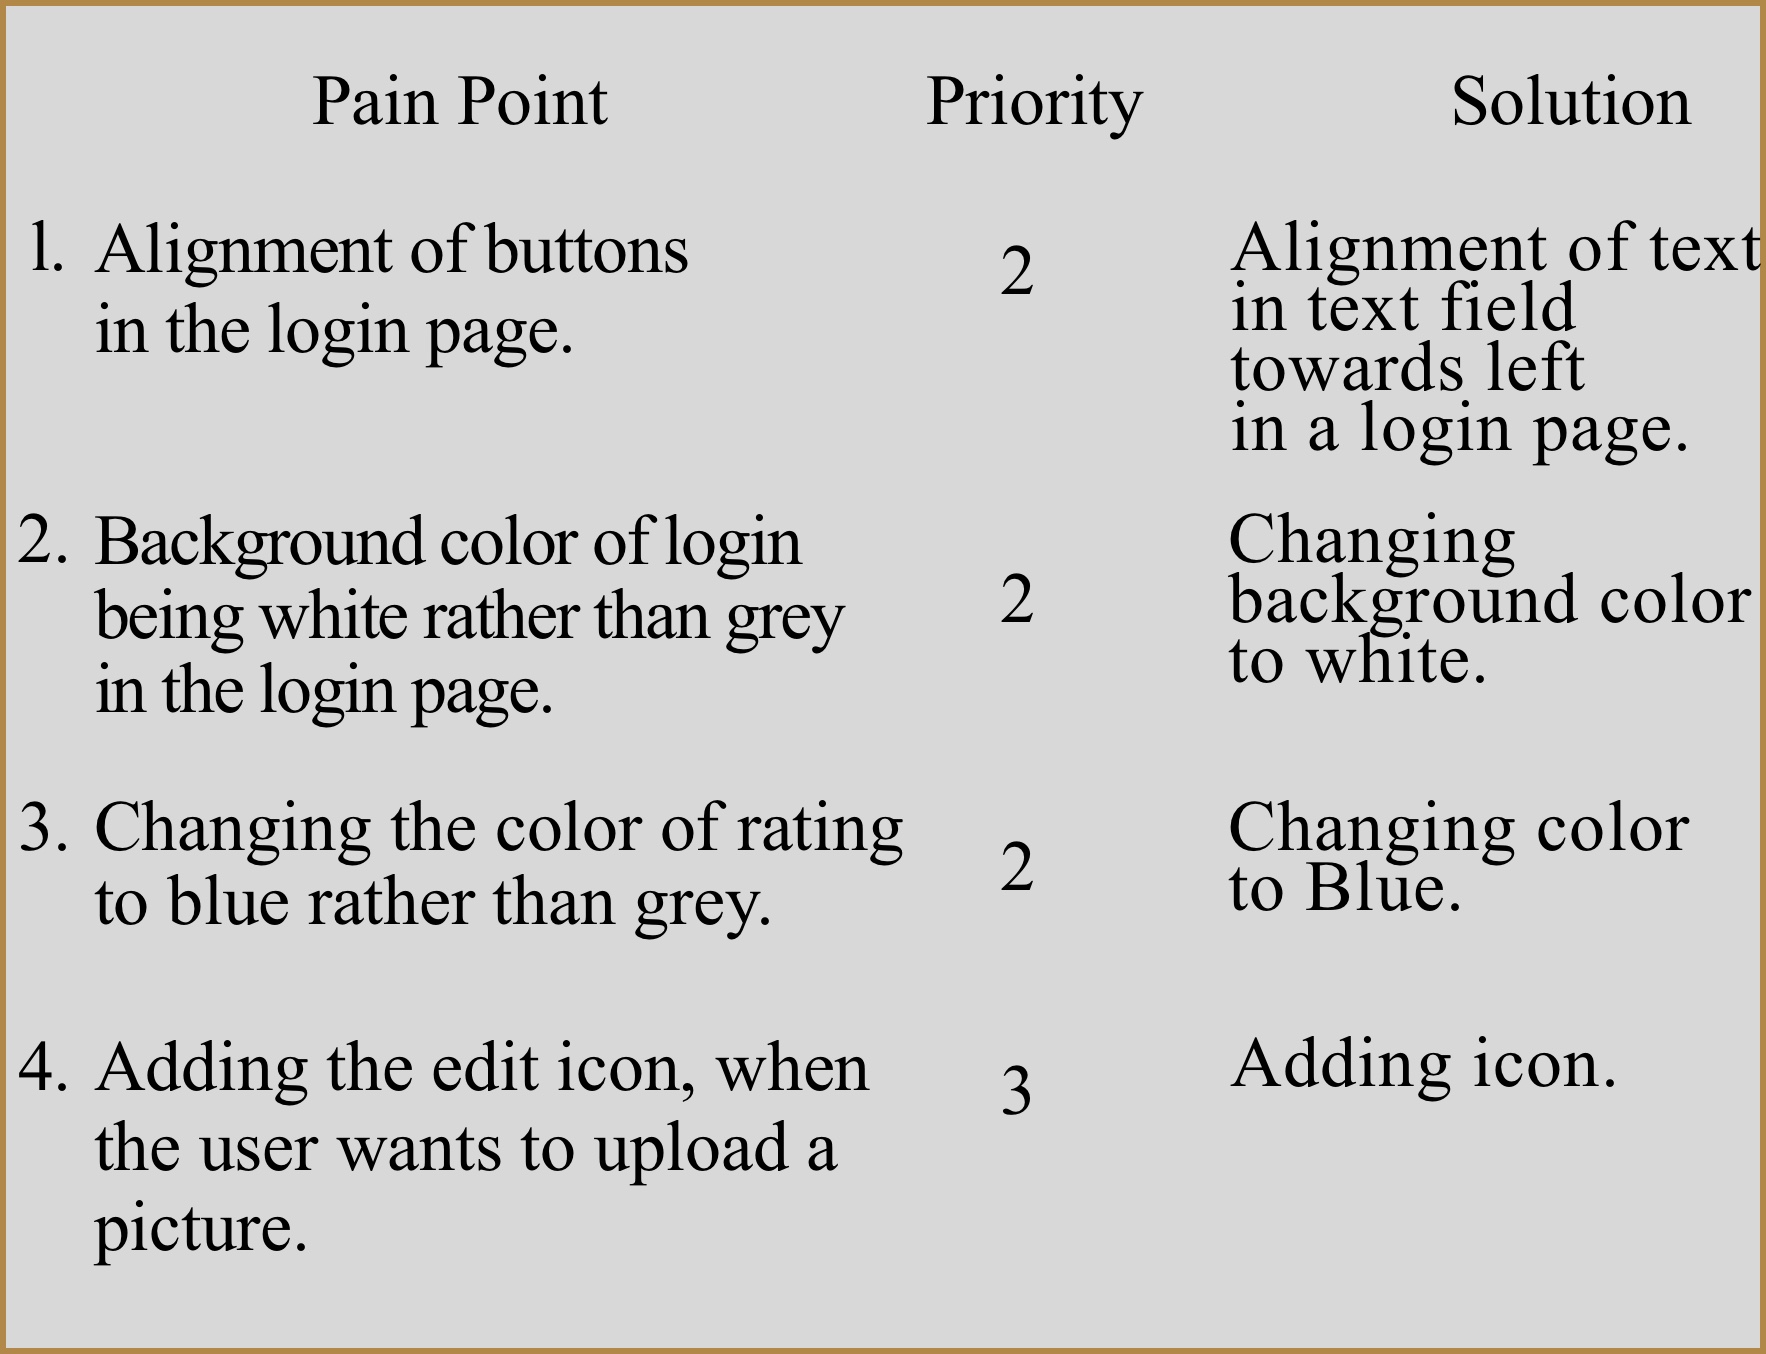 Pain Point Priority Solution
1. Alignment of buttons
in the login page.
2
Alignment of text
in text field
towards left
in a login page.
2. Background color of login
being white rather than grey
in the login page.
2
Changing
background color
to white.
3. Changing the color of rating
to blue rather than grey.
2
Changing color
to Blue.
4. Adding the edit icon, when
the user wants to upload a
picture.
3
Adding icon.